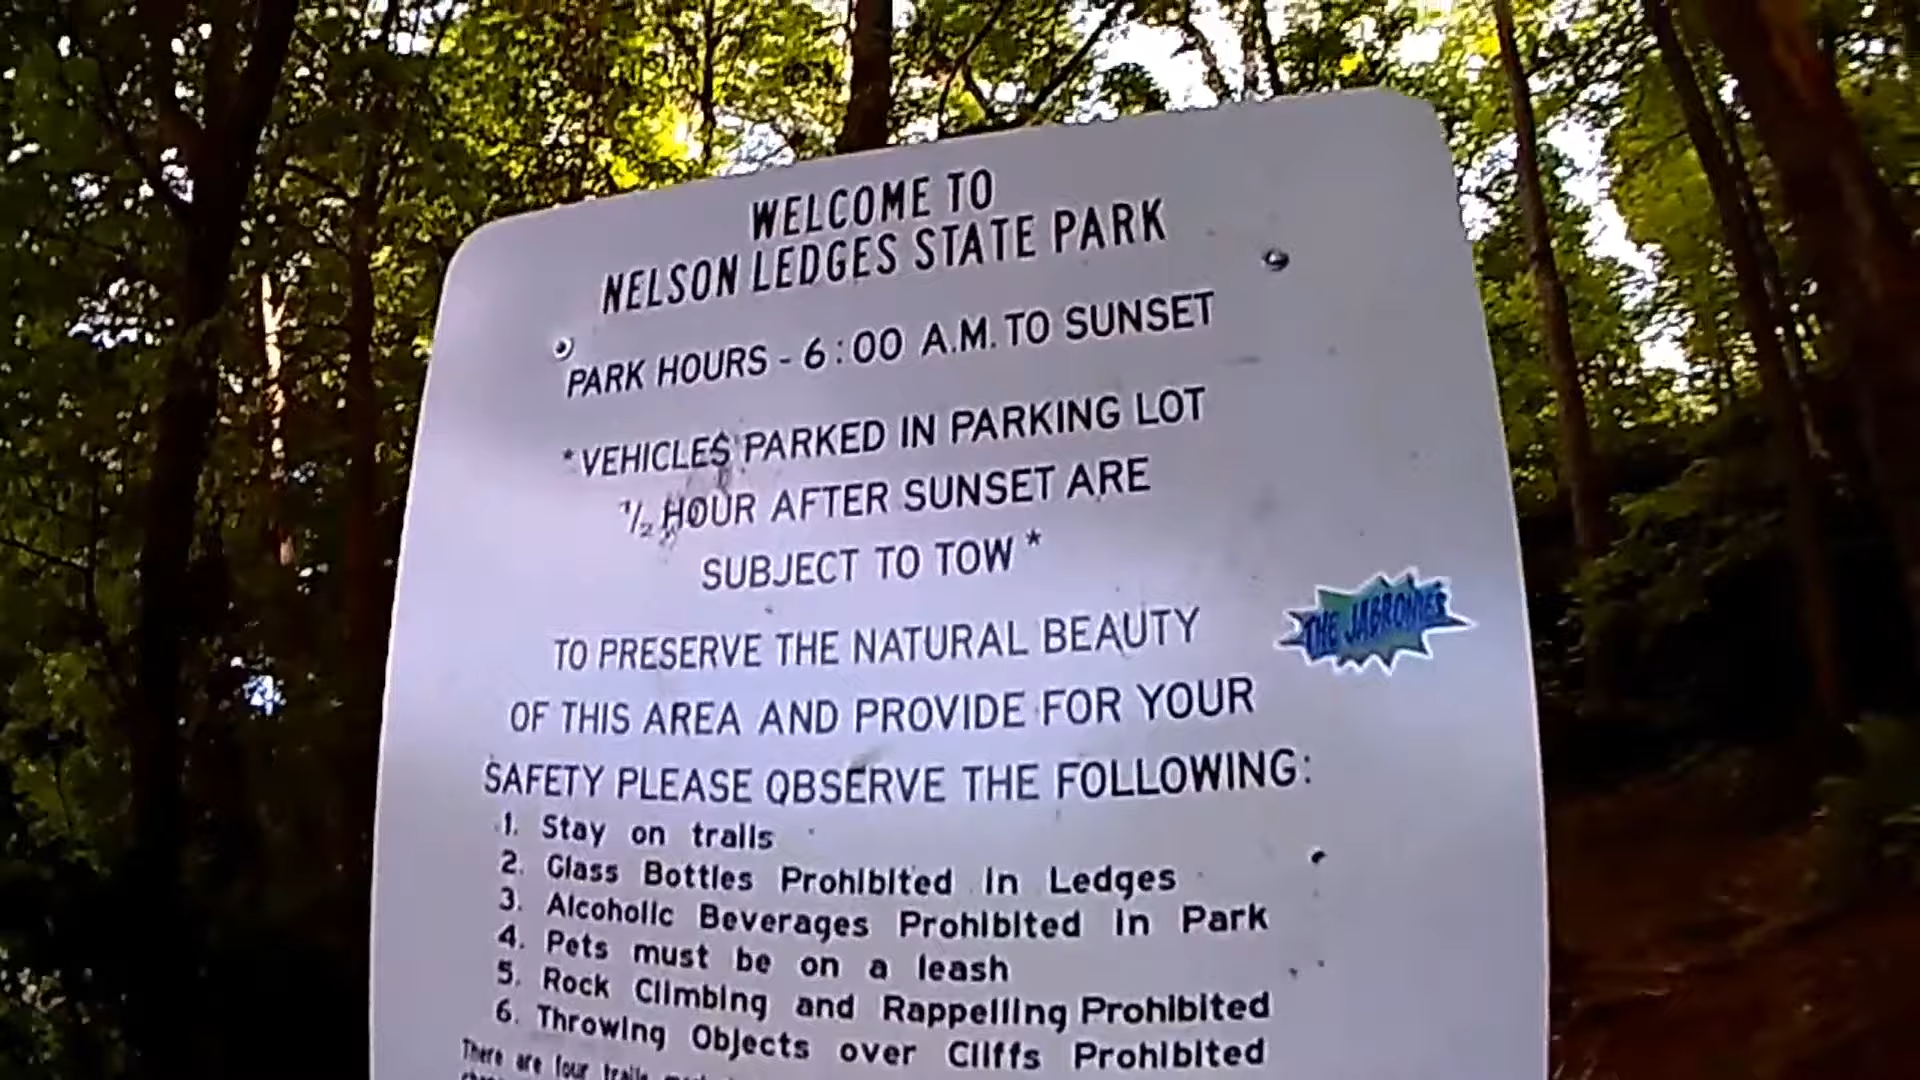 WELCOME TO
NELSON LEDGES STATE PARK
PARK HOURS - 6:00 A.M. TO SUNSET
*VEHICLES PARKED IN PARKING LOT
1/2 HOUR AFTER SUNSET ARE
SUBJECT TO TOW*
TO PRESERVE THE NATURAL BEAUTY
OF THIS AREA AND PROVIDE FOR YOUR
SAFETY PLEASE OBSERVE THE FOLLOWING:
THE JABRONIES
1. Stay on trails
2. Glass Bottles Prohibited in Ledges
3. Alcoholic Beverages Prohibited in Park
4. Pets must be on a leash
5. Rock Climbing and Rappelling Prohibited
6. Throwing Objects over Cliffs Prohibited
There are four trails